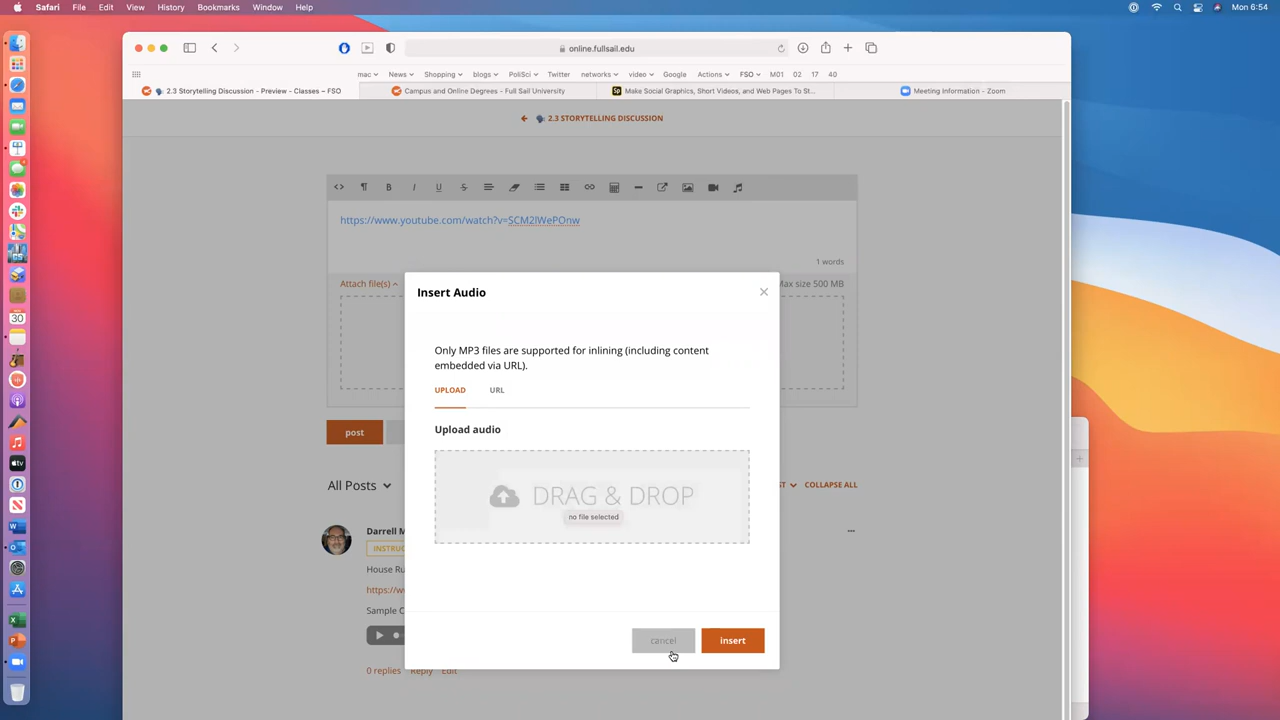 Safari File Edit View History Bookmarks Window Help Mon 6:54
online.fullsail.edu
mac News Shopping blogs PoliSci Twitter networks video Google Actions FSO M01 02 17 40
2.3 Storytelling Discussion - Preview - Classes – FSO Campus and Online Degrees - Full Sail University Make Social Graphics, Short Videos, and Web Pages To St... Meeting Information - Zoom
2.3 STORYTELLING DISCUSSION
https://www.youtube.com/watch?v=SCM2lWePOnw
1 words
Attach file(s) Max size 500 MB
Insert Audio
Only MP3 files are supported for inlining (including content
embedded via URL).
UPLOAD URL
Upload audio
DRAG & DROP
no file selected
cancel insert
post
All Posts ST COLLAPSE ALL
Darrell M
INSTRUC
House Ru
https://w
Sample C
0 replies Reply Edit